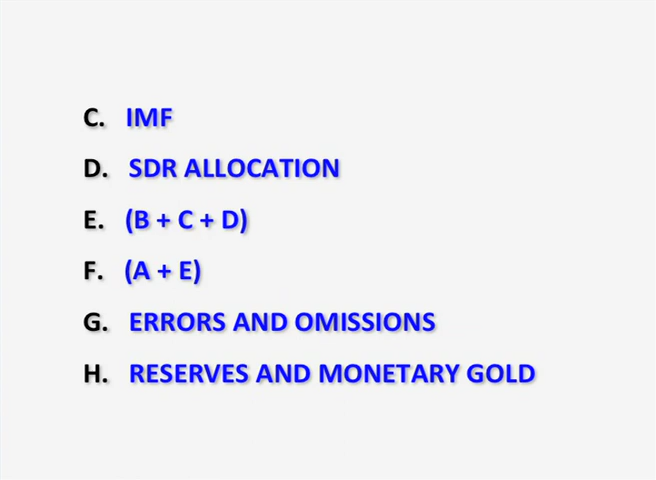 C. IMF
D. SDR ALLOCATION
E. (B + C + D)
F. (A + E)
G. ERRORS AND OMISSIONS
H. RESERVES AND MONETARY GOLD